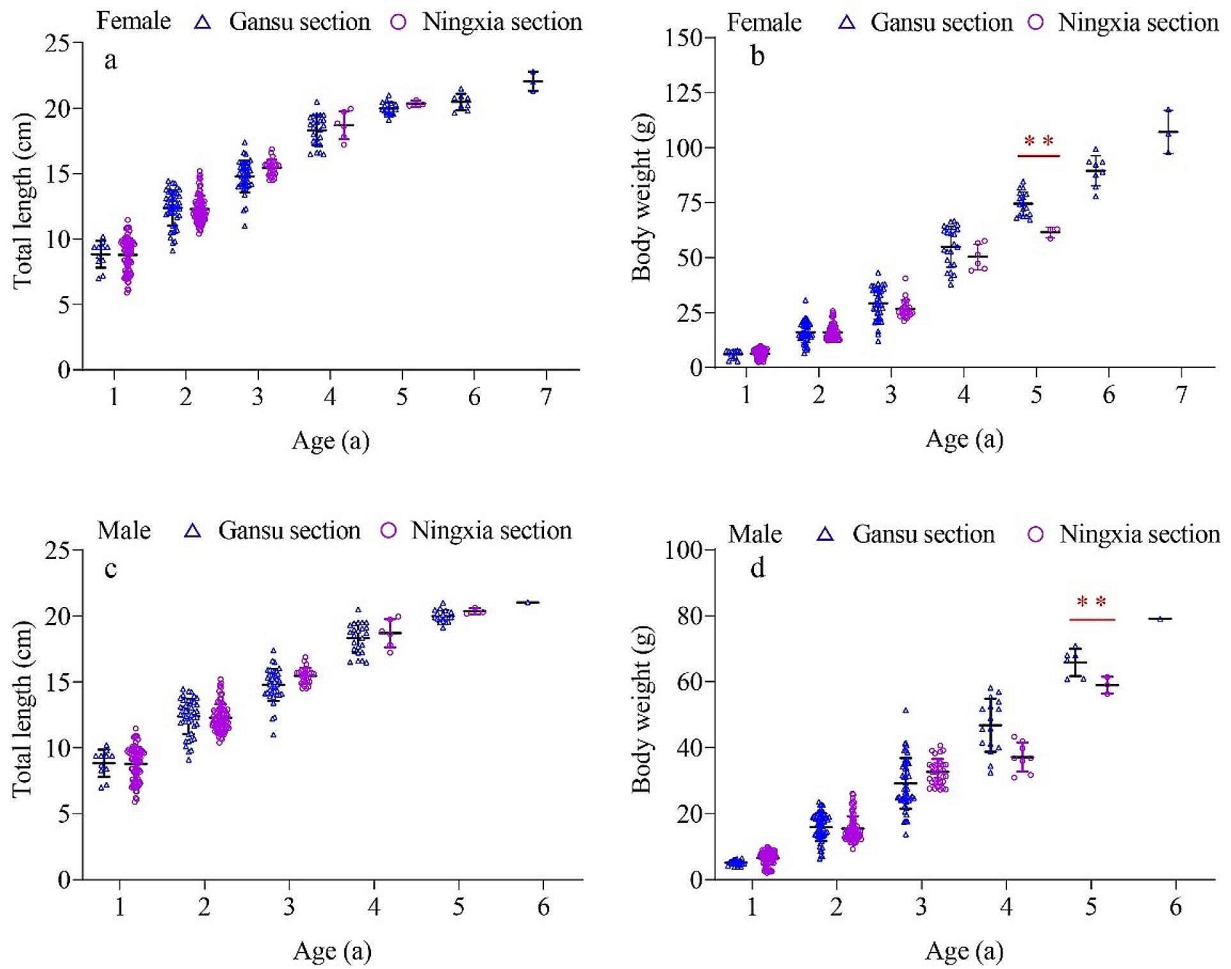 Female Gansu section Ningxia section
a
25
20
15
10
5
0
Total length (cm)
1 2 3 4 5 6 7
Age (a)
Female Gansu section Ningxia section
b
150
125
100
75
50
25
0
Body weight (g)
**
1 2 3 4 5 6 7
Age (a)
Male Gansu section Ningxia section
c
25
20
15
10
5
0
Total length (cm)
1 2 3 4 5 6
Age (a)
Male Gansu section Ningxia section
d
100
80
60
40
20
0
Body weight (g)
**
1 2 3 4 5 6
Age (a)